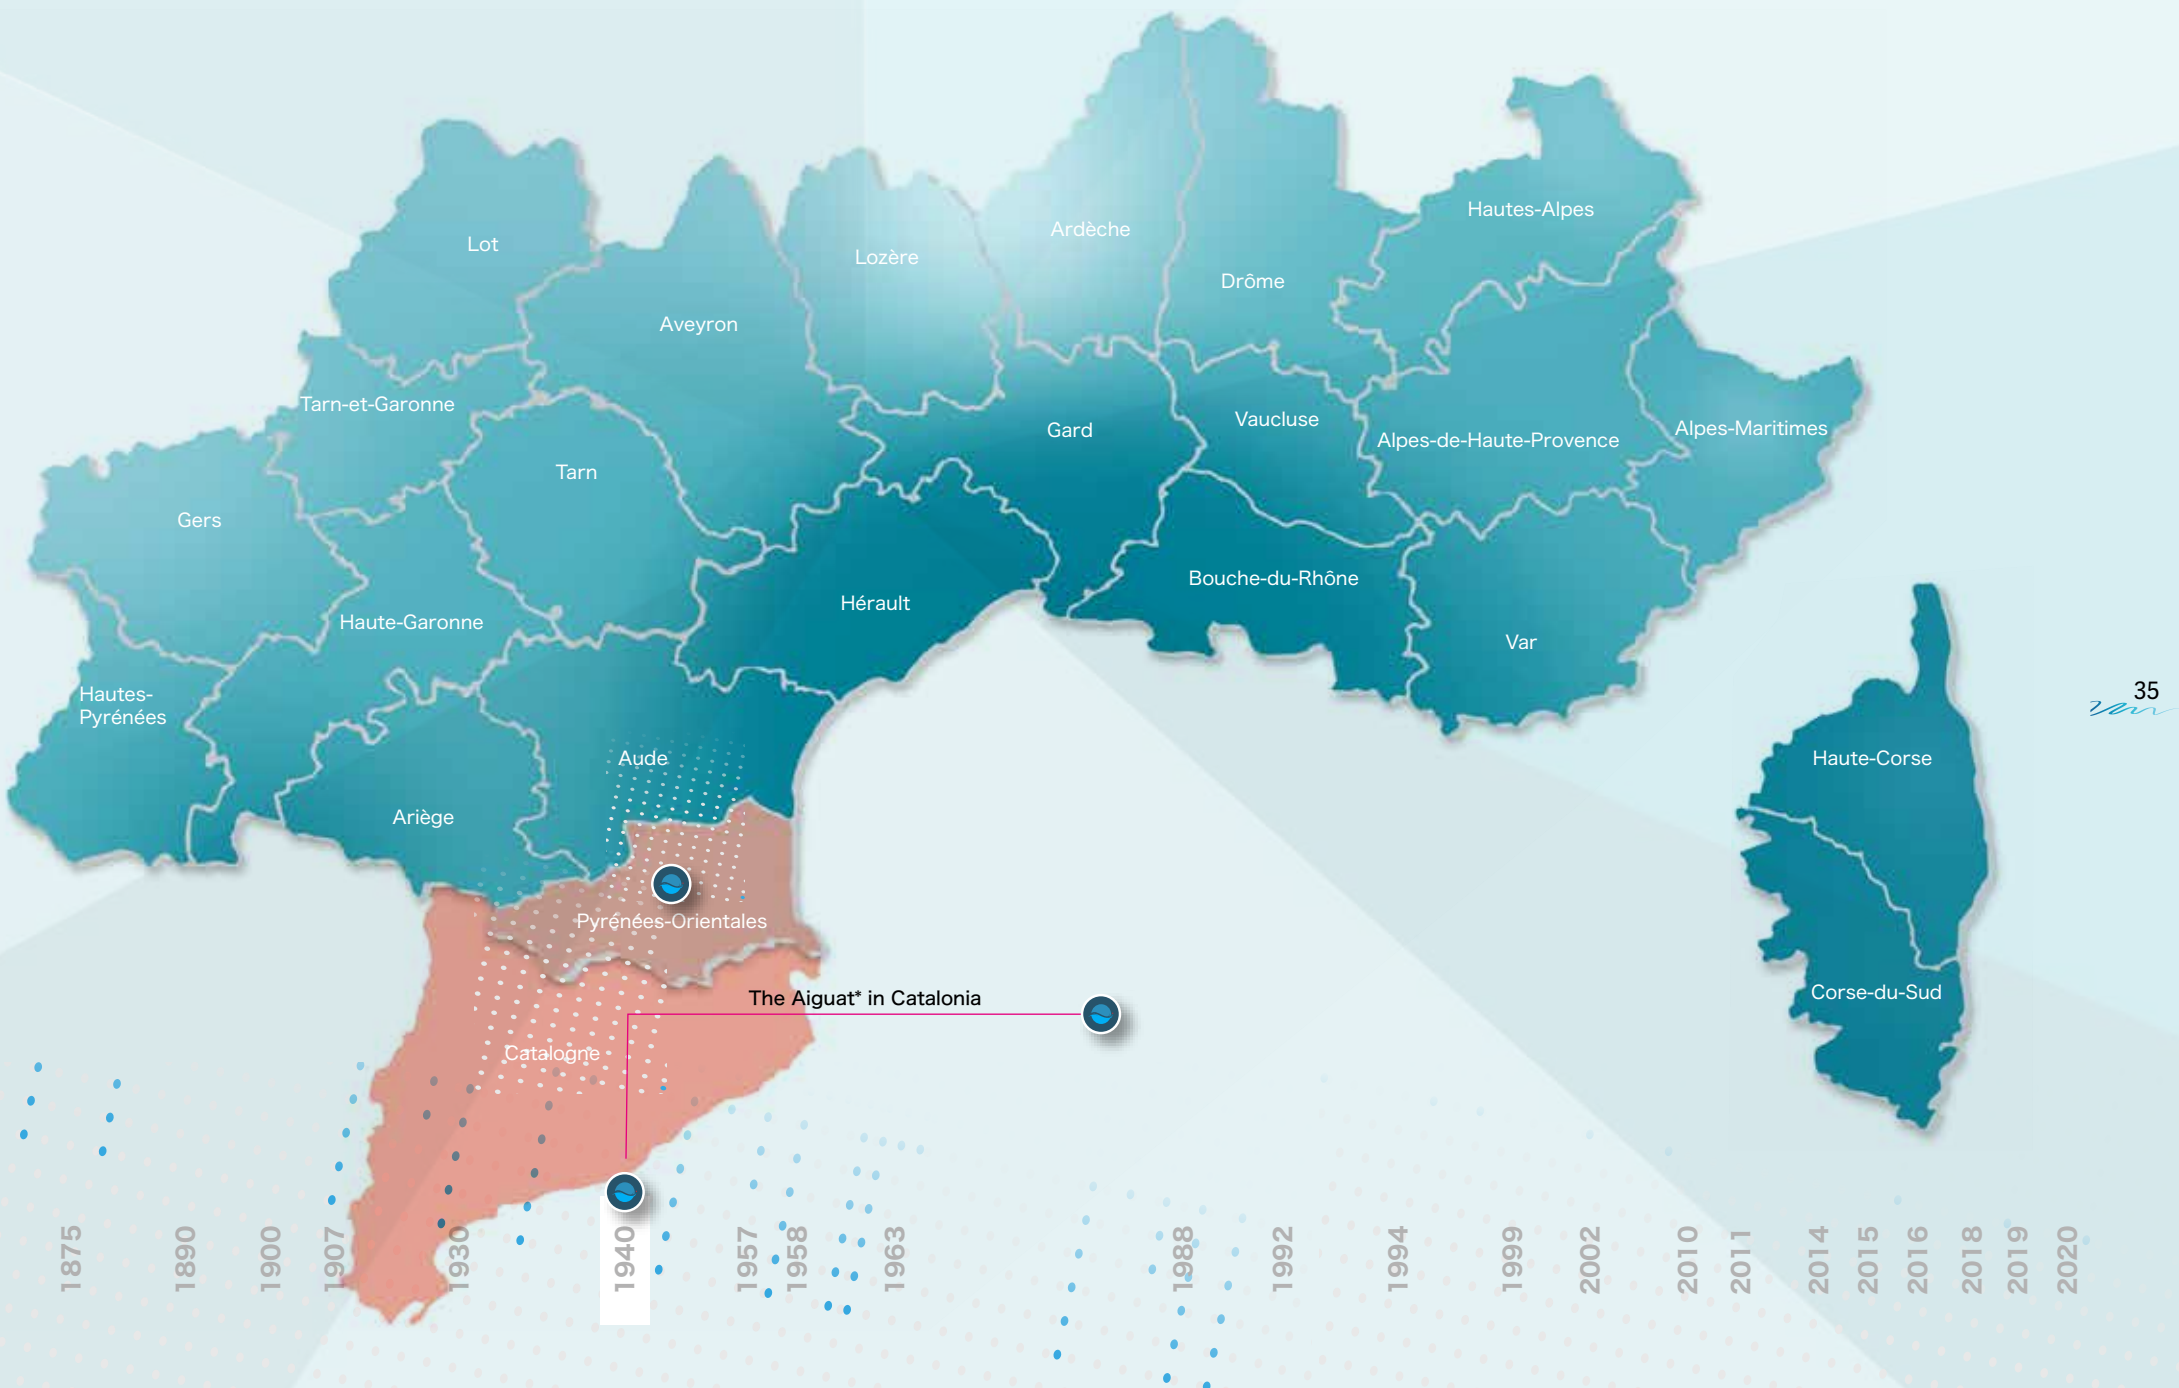 Hautes-Alpes
Ardèche
Lot
Lozère
Drôme
Aveyron
Tarn-et-Garonne
Vaucluse
Alpes-Maritimes
Gard
Alpes-de-Haute-Provence
Tarn
Gers
Bouche-du-Rhône
Hérault
Haute-Garonne
Var
Hautes-
Pyrénées
35
Aude
Haute-Corse
Ariège
Pyrénées-Orientales
Corse-du-Sud
The Aiguat* in Catalonia
Catalogne
1875
1890
1900
1907
1930
1940
1957
1958
1963
1988
1992
1994
1999
2002
2010
2011
2014
2015
2016
2018
2019
2020